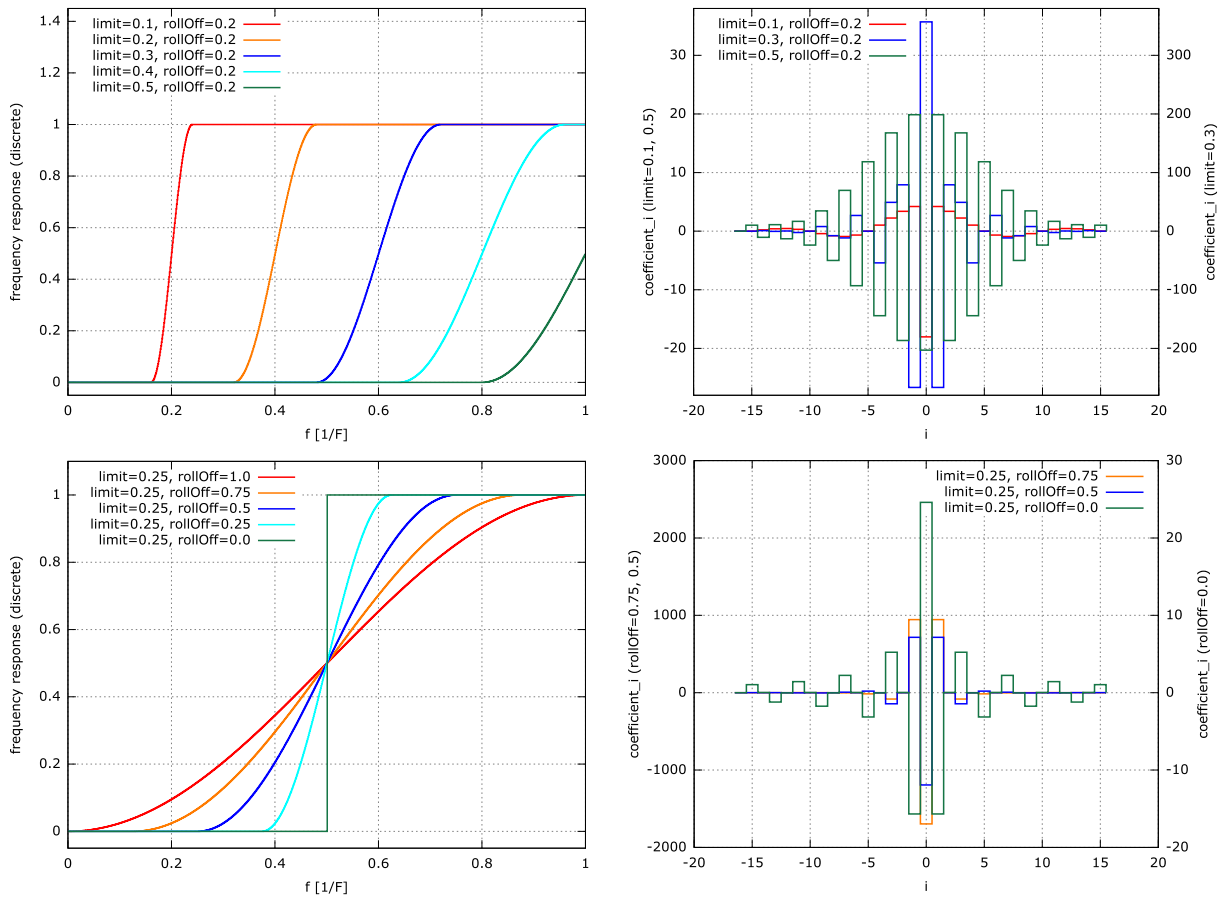 limit=0.1, rollOff=0.2
limit=0.2, rollOff=0.2
limit=0.3, rollOff=0.2
limit=0.4, rollOff=0.2
limit=0.5, rollOff=0.2
frequency response (discrete)
1.4
1.2
1
0.8
0.6
0.4
0.2
0
0 0.2 0.4 0.6 0.8 1
f [1/F]
limit=0.1, rollOff=0.2
limit=0.3, rollOff=0.2
limit=0.5, rollOff=0.2
coefficient_i (limit=0.1, 0.5)
30
20
10
0
-10
-20
300
200
100
0
-100
-200
coefficient_i (limit=0.3)
-20 -15 -10 -5 0 5 10 15 20
i
limit=0.25, rollOff=1.0
limit=0.25, rollOff=0.75
limit=0.25, rollOff=0.5
limit=0.25, rollOff=0.25
limit=0.25, rollOff=0.0
frequency response (discrete)
1
0.8
0.6
0.4
0.2
0
0 0.2 0.4 0.6 0.8 1
f [1/F]
limit=0.25, rollOff=0.75
limit=0.25, rollOff=0.5
limit=0.25, rollOff=0.0
coefficient_i (rollOff=0.75, 0.5)
3000
2000
1000
0
-1000
-2000
30
20
10
0
-10
-20
coefficient_i (rollOff=0.0)
-20 -15 -10 -5 0 5 10 15 20
i